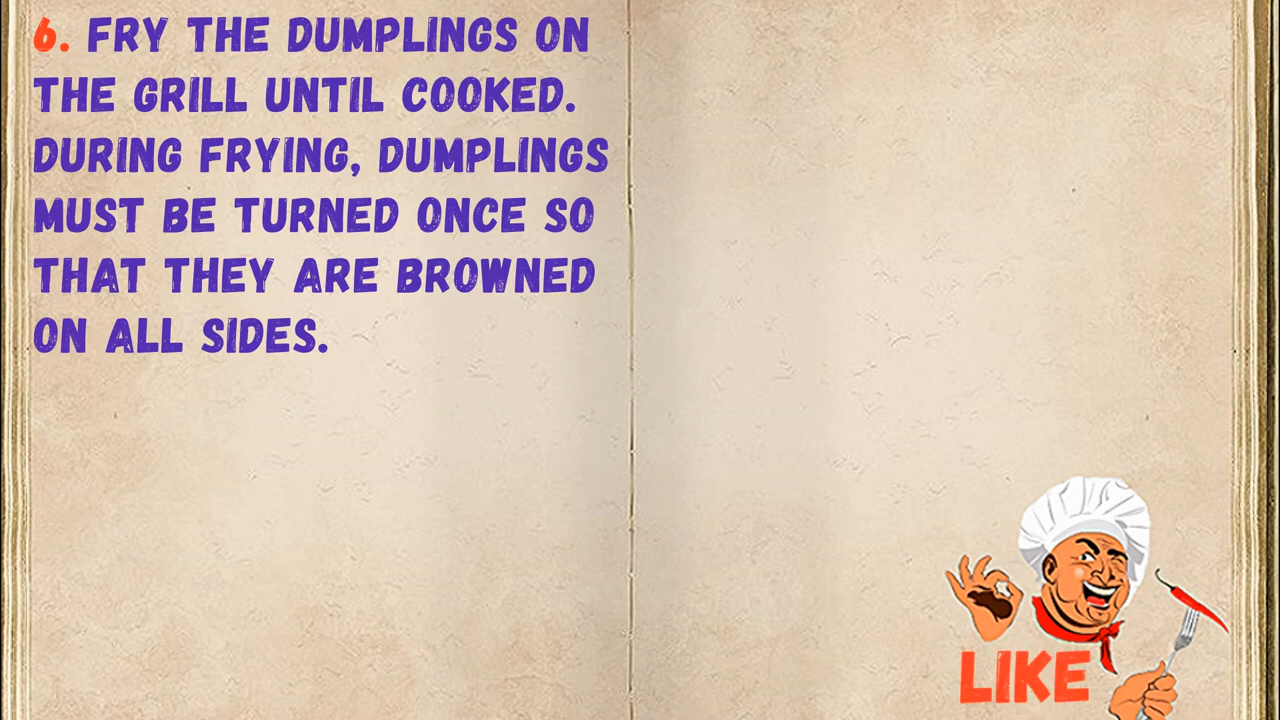 6. FRY THE DUMPLINGS ON
THE GRILL UNTIL COOKED.
DURING FRYING, DUMPLINGS
MUST BE TURNED ONCE SO
THAT THEY ARE BROWNED
ON ALL SIDES.
LIKE